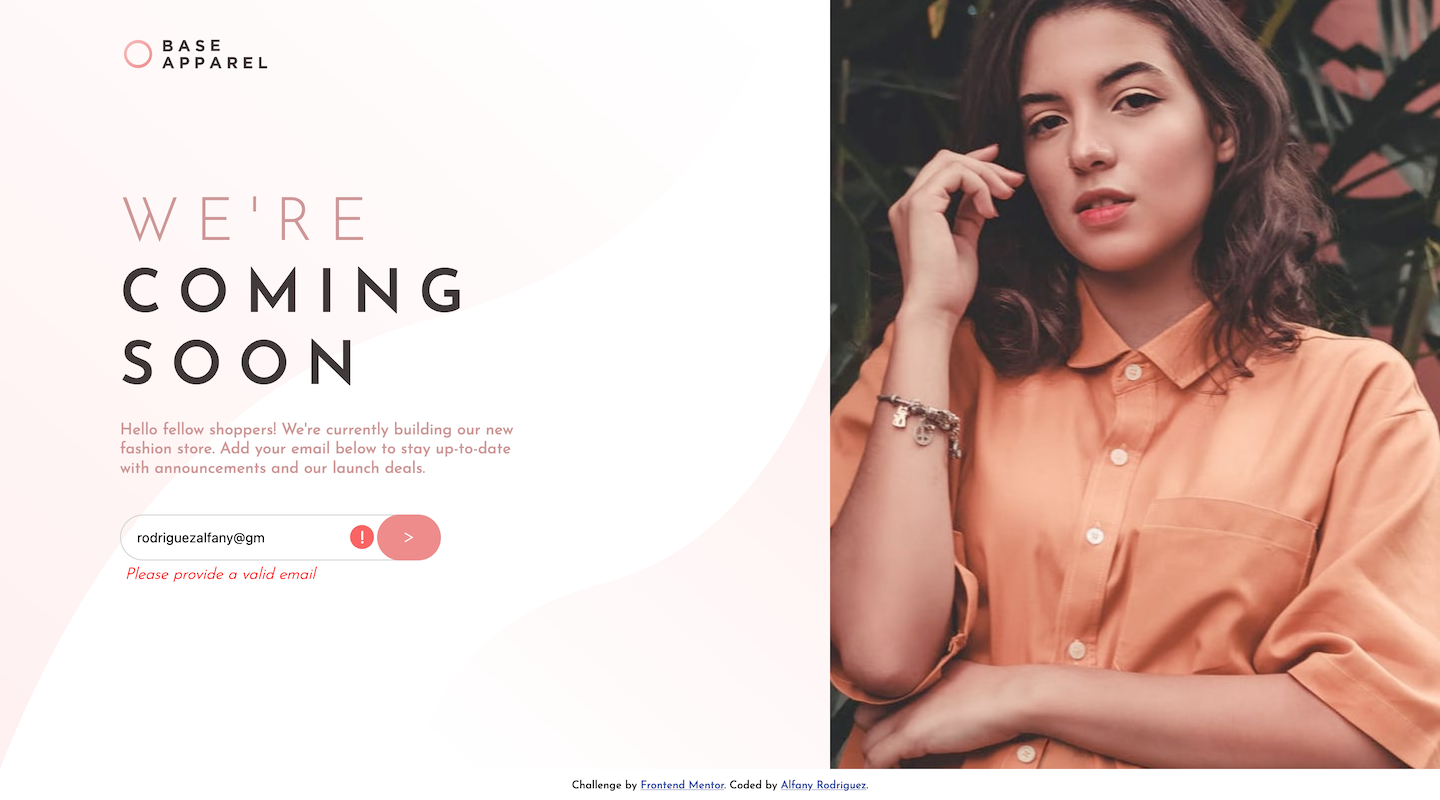 BASE
APPAREL
WE'RE
COMING
SOON
Hello fellow shoppers! We're currently building our new
fashion store. Add your email below to stay up-to-date
with announcements and our launch deals.
rodriguezalfany@gm ! >
Please provide a valid email
Challenge by Frontend Mentor. Coded by Alfany Rodriguez.